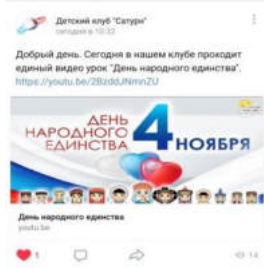 Детский клуб "Сатурн"
сегодня в 10:32
Добрый день. Сегодня в нашем клубе проходит
единый видео урок "День народного единства".
ДЕНЬ
НАРОДНОГО
ЕДИНСТВА
4
НОЯБРЯ
День народного единства
youtu.be
1
14